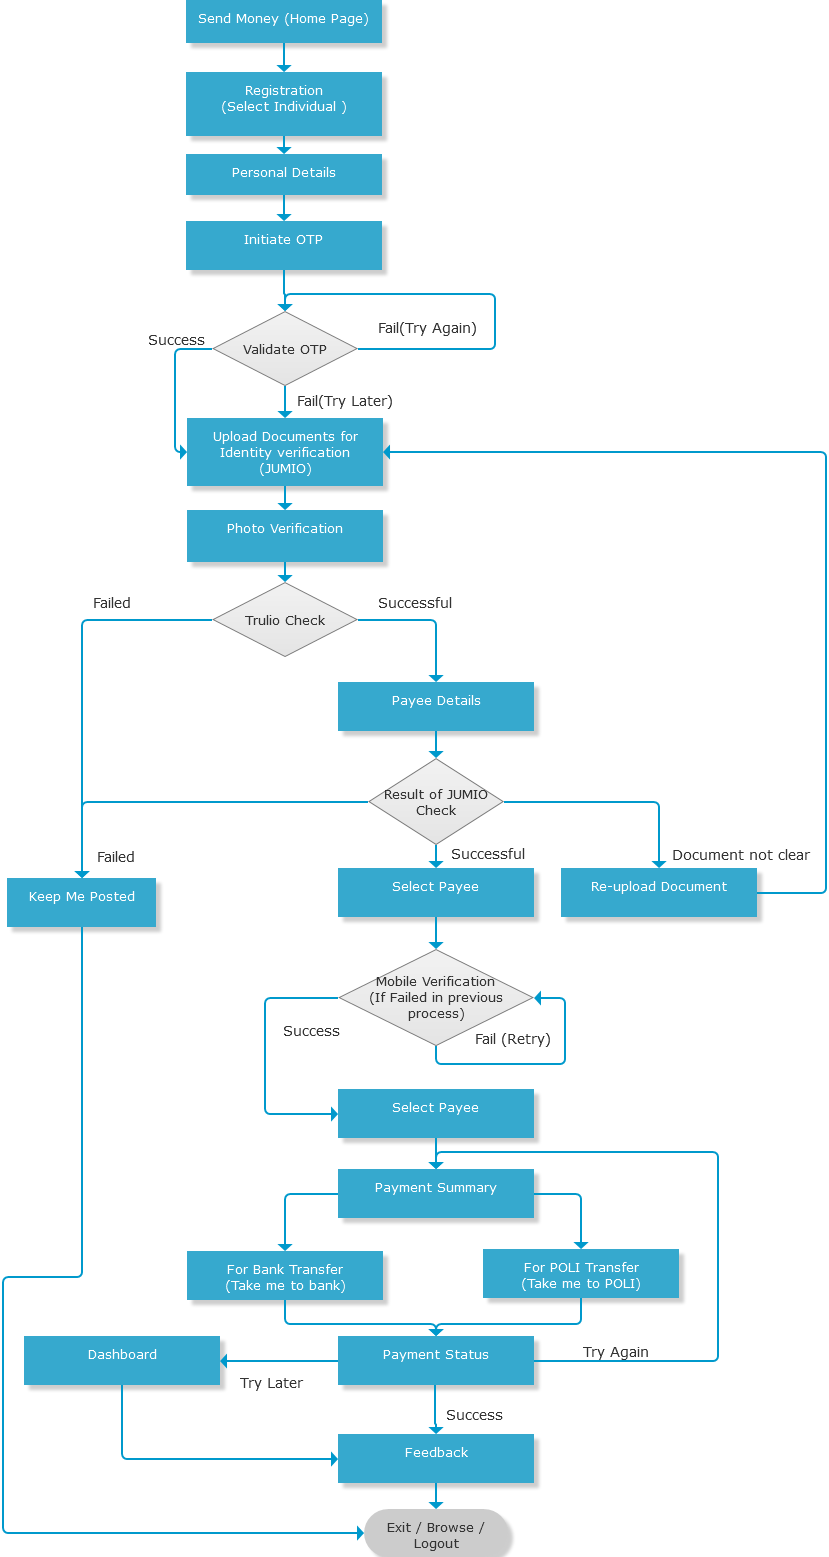 Send Money (Home Page)
Registration
(Select Individual )
Personal Details
Initiate OTP
Fail(Try Again)
Success
Validate OTP
Fail(Try Later)
Upload Documents for
Identity verification
(JUMIO)
Photo Verification
Failed
Successful
Trulio Check
Payee Details
Result of JUMIO
Check
Failed
Successful
Document not clear
Keep Me Posted
Select Payee
Re-upload Document
Mobile Verification
(If Failed in previous
process)
Success
Fail (Retry)
Select Payee
Payment Summary
For Bank Transfer
(Take me to bank)
For POLI Transfer
(Take me to POLI)
Dashboard
Payment Status
Try Again
Try Later
Success
Feedback
Exit / Browse /
Logout